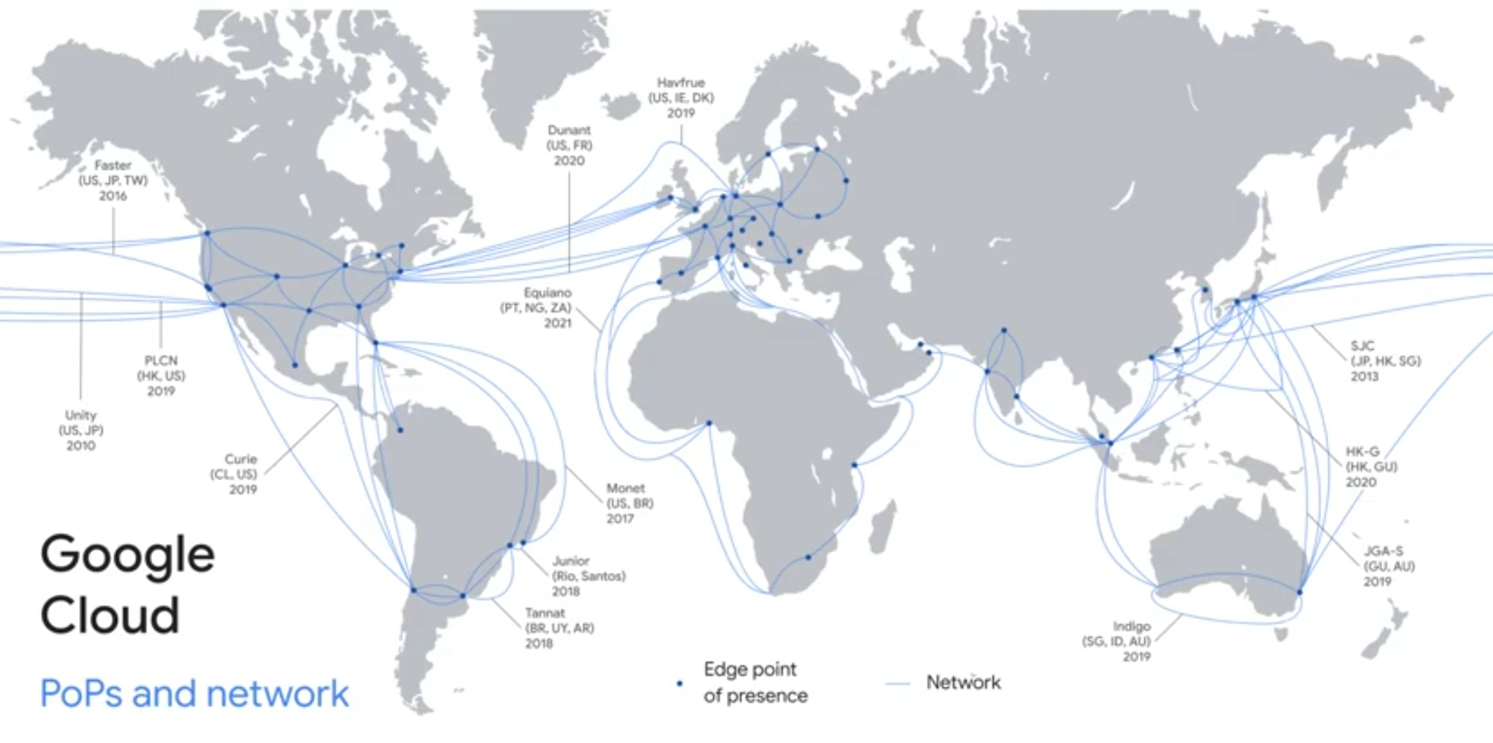 Havfrue
(US, IE, DK)
2019
Dunant
(US, FR)
2020
Faster
(US, JP, TW)
2016
Equiano
(PT, NG, ZA)
2021
PLCN
(HK, US)
2019
Unity
(US, JP)
2010
Curie
(CL, US)
2019
Monet
(US, BR)
2017
Junior
(Rio, Santos)
2018
Tannat
(BR, UY, AR)
2018
SJC
(JP, HK, SG)
2013
HK-G
(HK, GU)
2020
JGA-S
(GU, AU)
2019
Indigo
(SG, ID, AU)
2019
Google
Cloud
PoPs and network
Edge point
of presence
Network